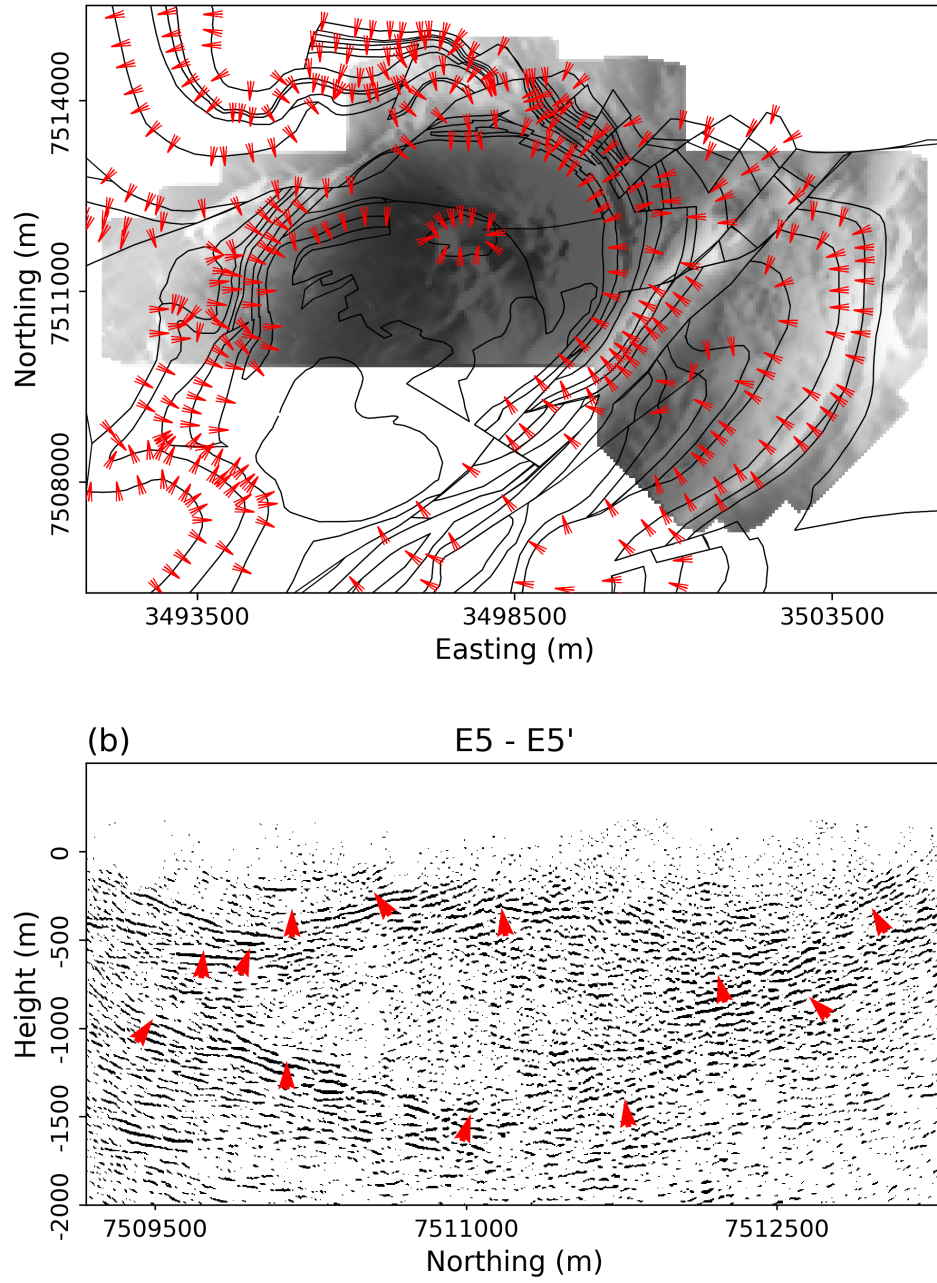 7514000
7511000
7508000
Northing (m)
3493500 3498500 3503500
Easting (m)
(b) E5 - E5'
0
-500
-1000
-1500
-2000
Height (m)
7509500 7511000 7512500
Northing (m)